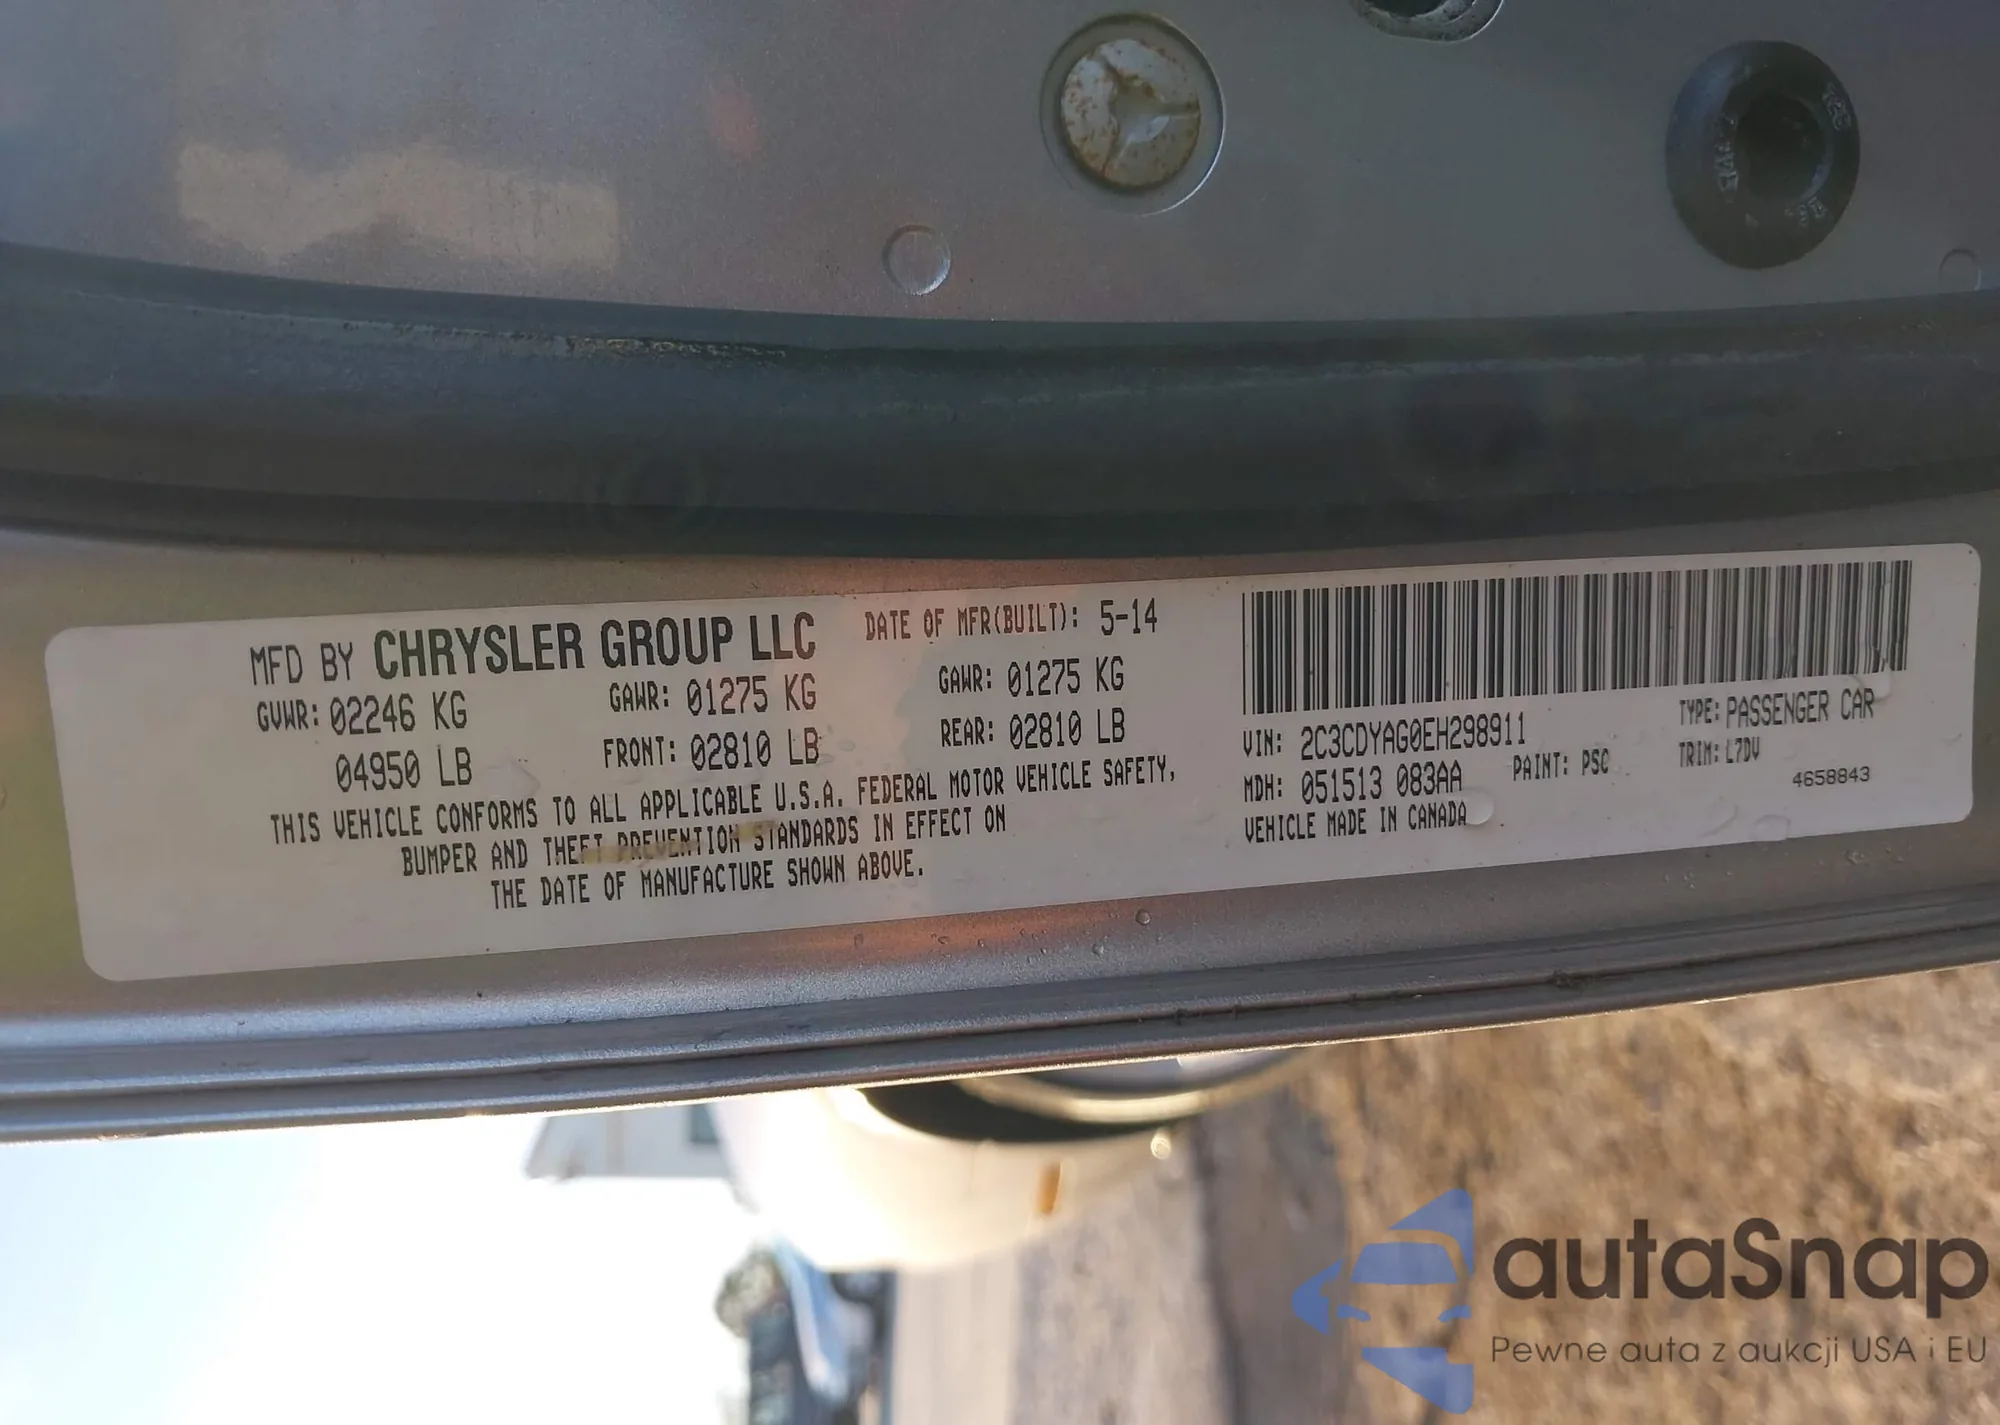 MFD BY CHRYSLER GROUP LLC DATE OF MFR(BUILT): 5-14
GVWR: 02246 KG GAWR: 01275 KG GAWR: 01275 KG
04950 LB FRONT: 02810 LB REAR: 02810 LB
THIS VEHICLE CONFORMS TO ALL APPLICABLE U.S.A. FEDERAL MOTOR VEHICLE SAFETY,
BUMPER AND THEFT PREVENTION STANDARDS IN EFFECT ON
THE DATE OF MANUFACTURE SHOWN ABOVE.
VIN: 2C3CDYAG0EH298911 TYPE: PASSENGER CAR
MDH: 051513 083AA PAINT: PSC TRIM: L7DV
VEHICLE MADE IN CANADA 4658843
autaSnap
Pewne auta z aukcji USA i EU